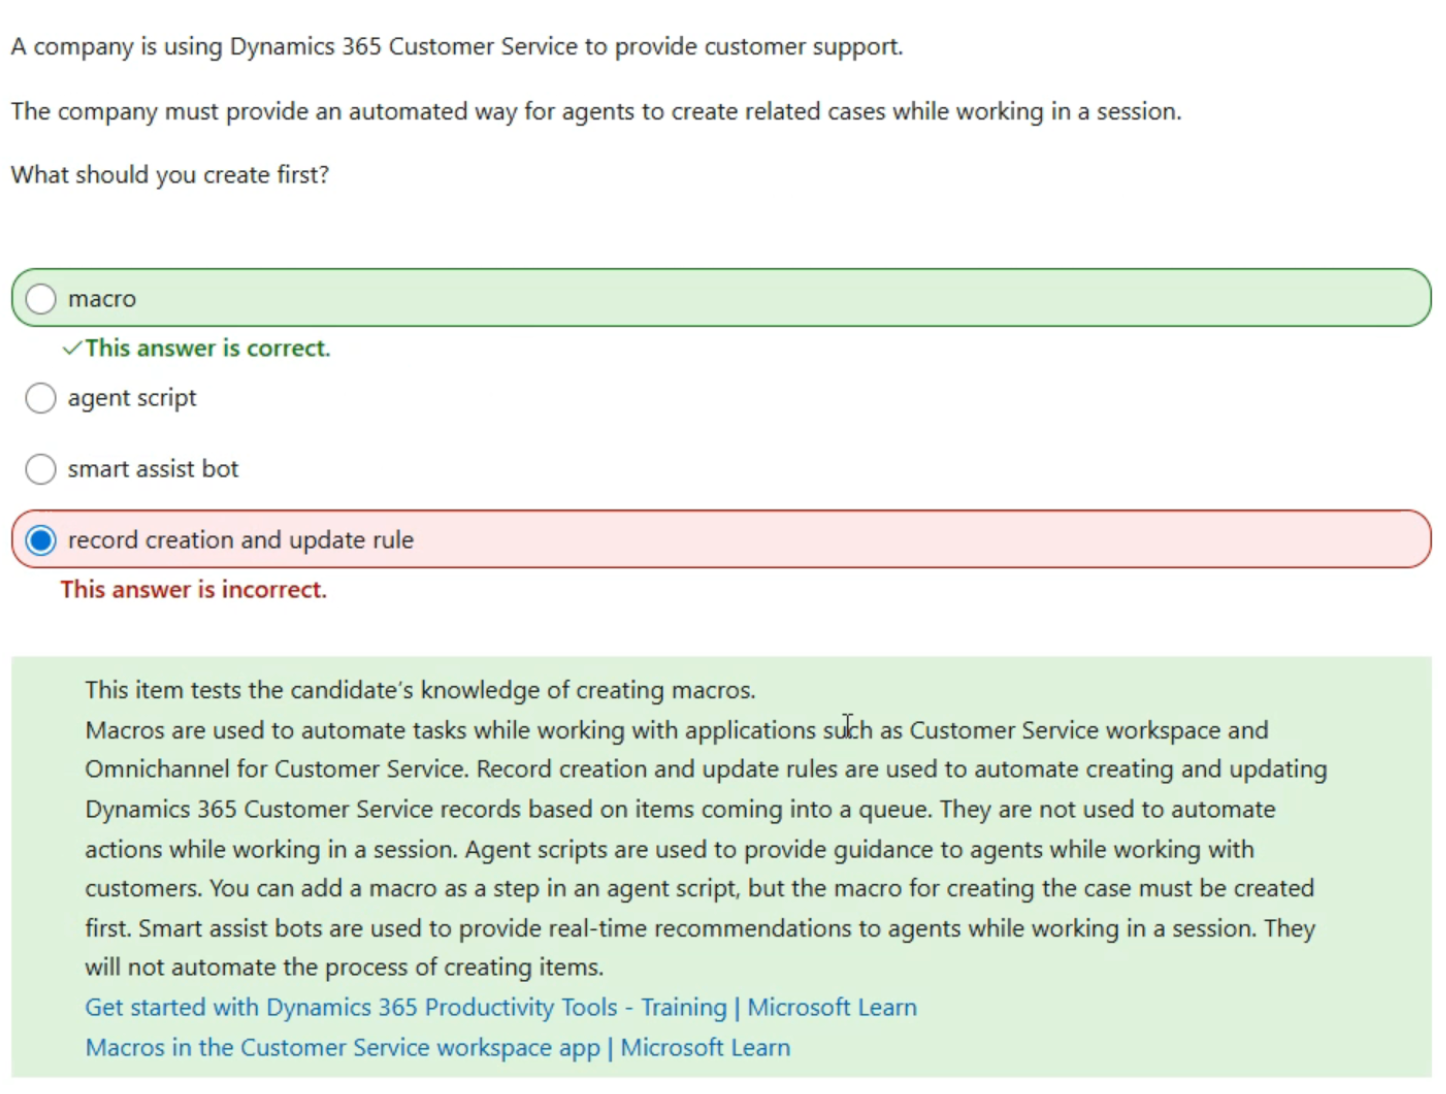 A company is using Dynamics 365 Customer Service to provide customer support.
The company must provide an automated way for agents to create related cases while working in a session.
What should you create first?
macro
✓This answer is correct.
agent script
smart assist bot
record creation and update rule
This answer is incorrect.
This item tests the candidate's knowledge of creating macros.
Macros are used to automate tasks while working with applications such as Customer Service workspace and
Omnichannel for Customer Service. Record creation and update rules are used to automate creating and updating
Dynamics 365 Customer Service records based on items coming into a queue. They are not used to automate
actions while working in a session. Agent scripts are used to provide guidance to agents while working with
customers. You can add a macro as a step in an agent script, but the macro for creating the case must be created
first. Smart assist bots are used to provide real-time recommendations to agents while working in a session. They
will not automate the process of creating items.
Get started with Dynamics 365 Productivity Tools - Training | Microsoft Learn
Macros in the Customer Service workspace app | Microsoft Learn